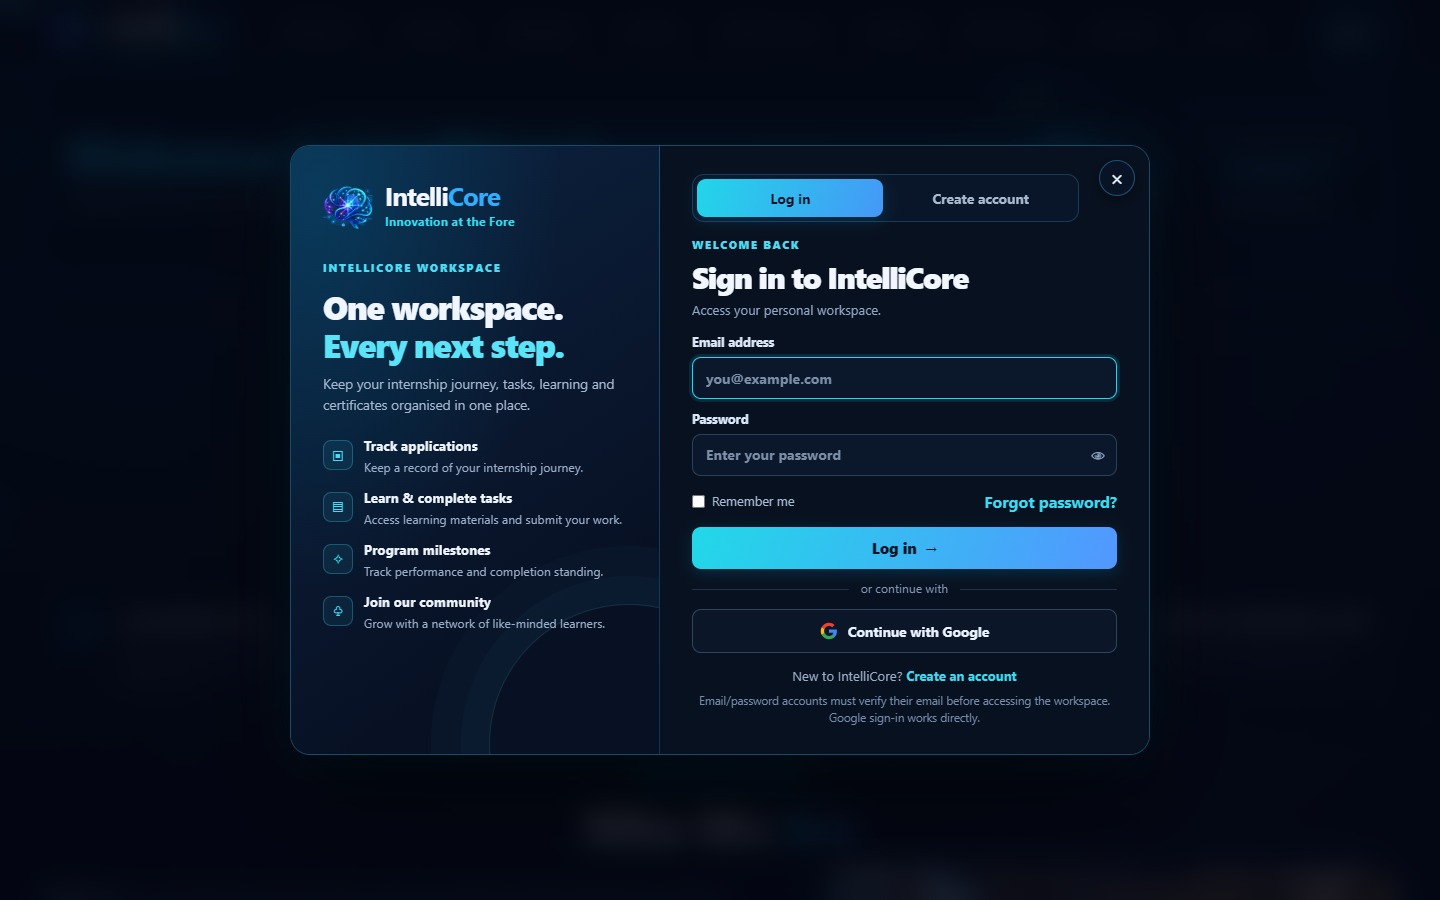 IntelliCore
Innovation at the Fore
INTELLICORE WORKSPACE
One workspace.
Every next step.
Keep your internship journey, tasks, learning and
certificates organised in one place.
Track applications
Keep a record of your internship journey.
Learn & complete tasks
Access learning materials and submit your work.
Program milestones
Track performance and completion standing.
Join our community
Grow with a network of like-minded learners.
Log in
Create account
×
WELCOME BACK
Sign in to IntelliCore
Access your personal workspace.
Email address
you@example.com
Password
Enter your password
Remember me
Forgot password?
Log in →
or continue with
Continue with Google
New to IntelliCore? Create an account
Email/password accounts must verify their email before accessing the workspace.
Google sign-in works directly.